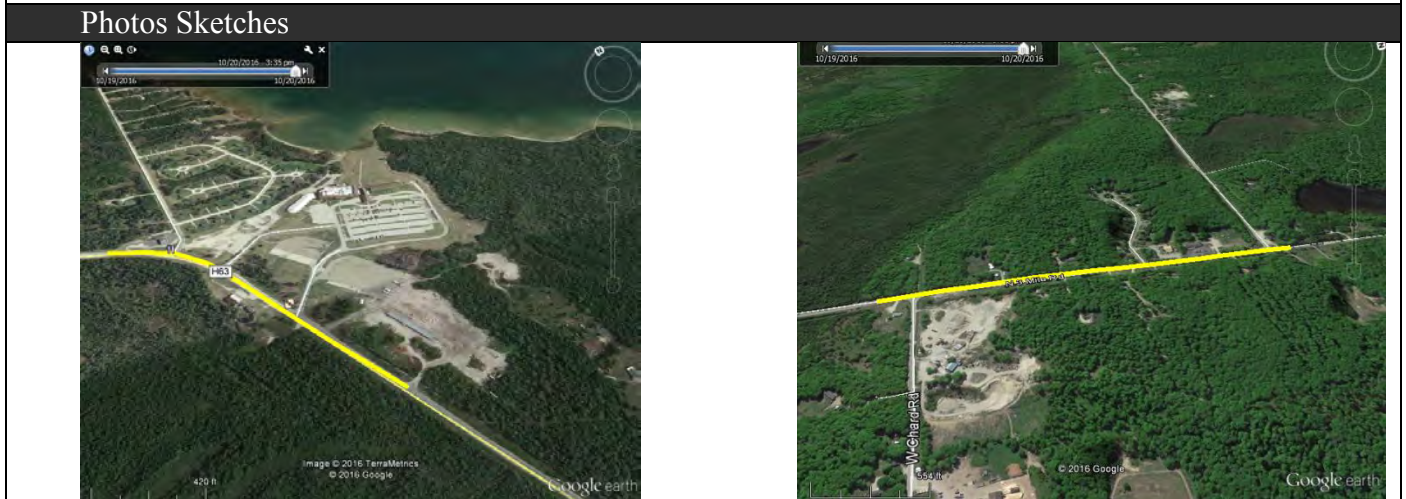 Photos Sketches
10/20/2016 - 3:35 pm
10/19/2016
10/20/2016
H63
Image © 2016 TerraMetrics
© 2016 Google
420 ft
Google earth
10/19/2016
10/20/2016
W Chard Rd
554 ft
© 2016 Google
Google earth